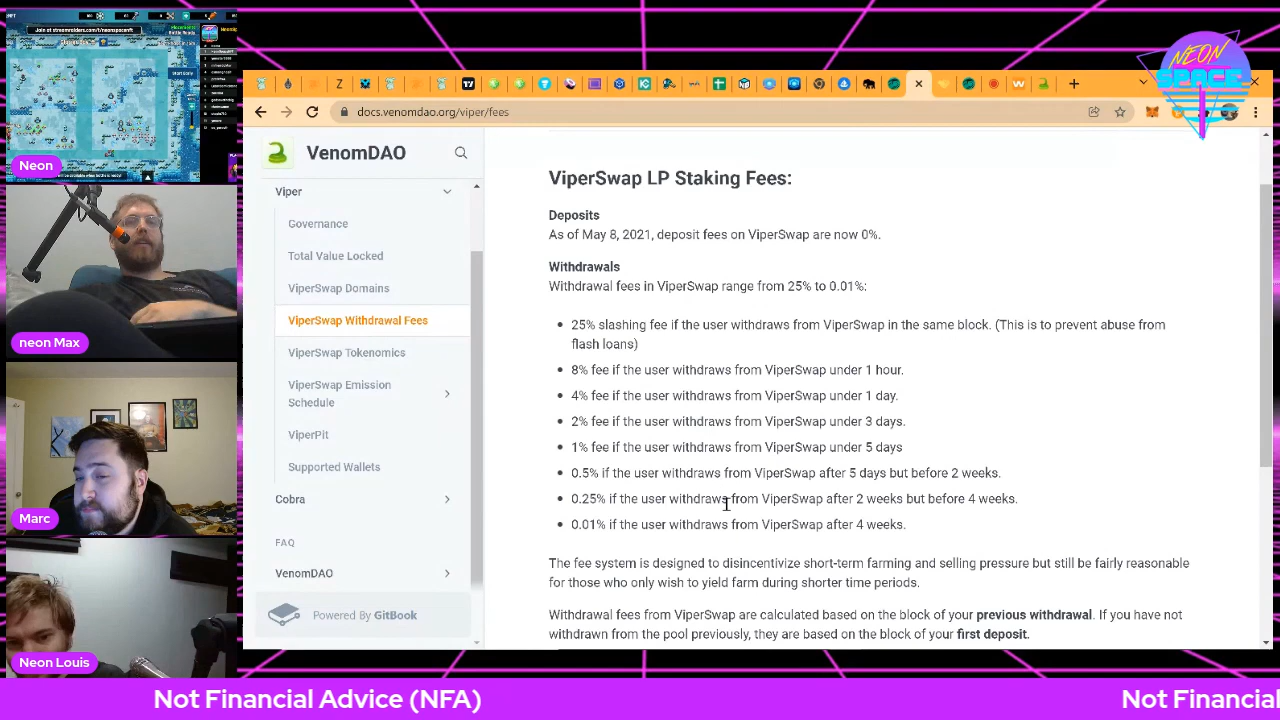 Join at streamraiders.com/t/neonspacenft
Neon
neon Max
Marc
Neon Louis
NEON
SPACE
docs.venomdao.org/viper/fees
VenomDAO
Viper
Governance
Total Value Locked
ViperSwap Domains
ViperSwap Withdrawal Fees
ViperSwap Tokenomics
ViperSwap Emission
Schedule
ViperPit
Supported Wallets
Cobra
FAQ
VenomDAO
Powered By GitBook
ViperSwap LP Staking Fees:
Deposits
As of May 8, 2021, deposit fees on ViperSwap are now 0%.
Withdrawals
Withdrawal fees in ViperSwap range from 25% to 0.01%:
25% slashing fee if the user withdraws from ViperSwap in the same block. (This is to prevent abuse from
flash loans)
8% fee if the user withdraws from ViperSwap under 1 hour.
4% fee if the user withdraws from ViperSwap under 1 day.
2% fee if the user withdraws from ViperSwap under 3 days.
1% fee if the user withdraws from ViperSwap under 5 days
0.5% if the user withdraws from ViperSwap after 5 days but before 2 weeks.
0.25% if the user withdraws from ViperSwap after 2 weeks but before 4 weeks.
0.01% if the user withdraws from ViperSwap after 4 weeks.
The fee system is designed to disincentivize short-term farming and selling pressure but still be fairly reasonable
for those who only wish to yield farm during shorter time periods.
Withdrawal fees from ViperSwap are calculated based on the block of your previous withdrawal. If you have not
withdrawn from the pool previously, they are based on the block of your first deposit.
Not Financial Advice (NFA)
Not Financial